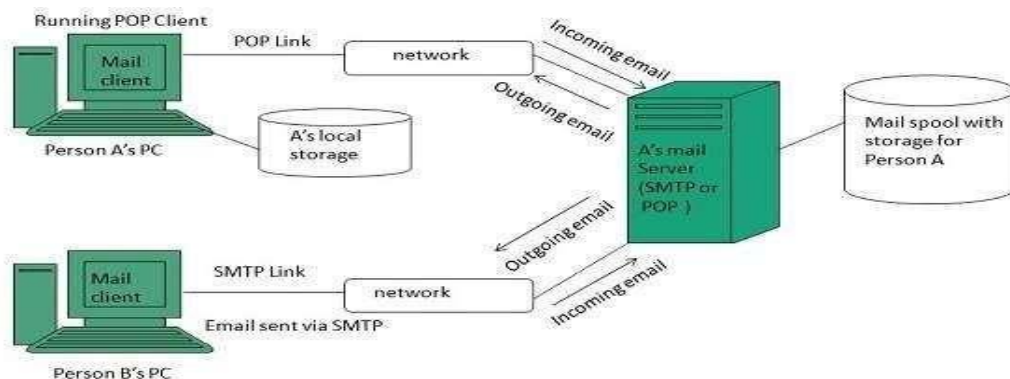 Running POP Client
POP Link
network
Incoming email
Outgoing email
Mail
client
Person A's PC
A's local
storage
A's mail
Server
(SMTP or
POP )
Mail spool with
storage for
Person A
Outgoing email
Incoming email
Mail
client
SMTP Link
network
Email sent via SMTP
Person B's PC